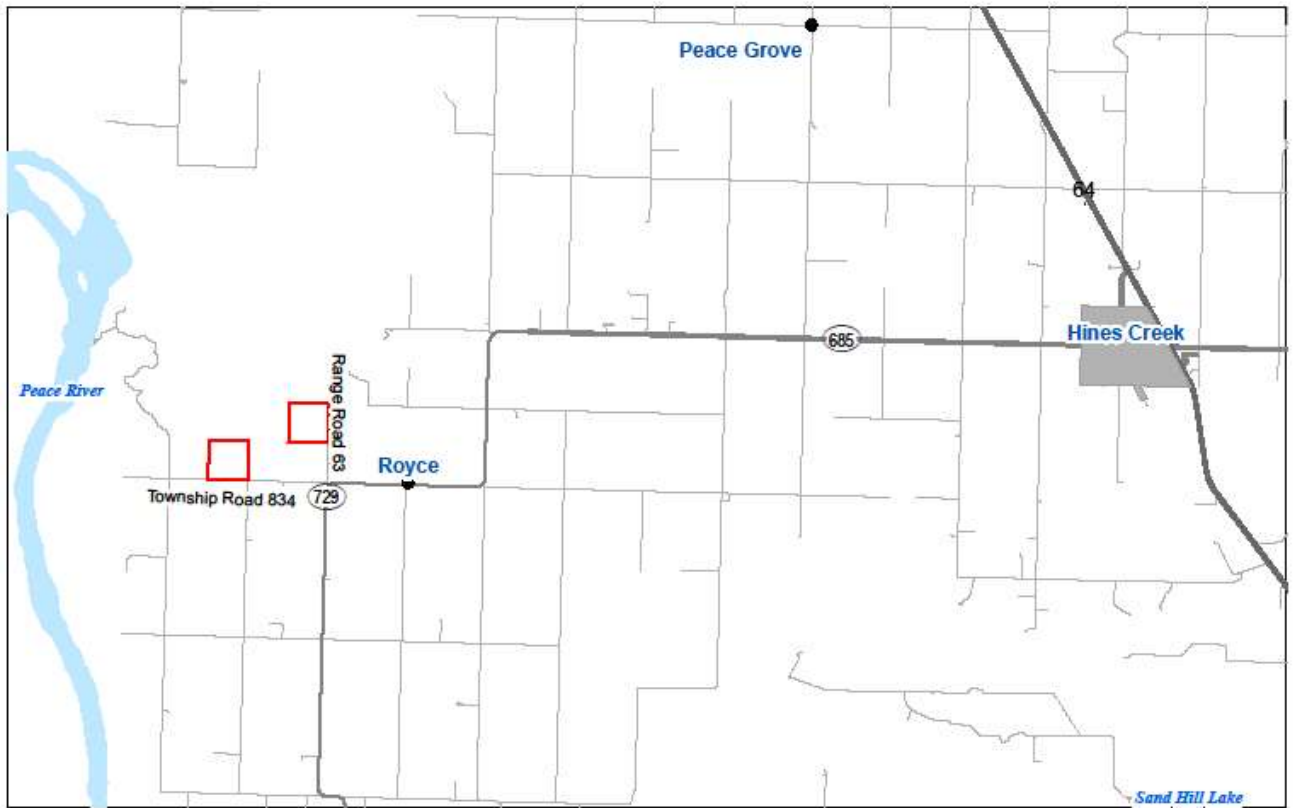 Peace Grove
64
Hines Creek
685
Peace River
Range Road 63
Royce
Township Road 834
729
Sand Hill Lake